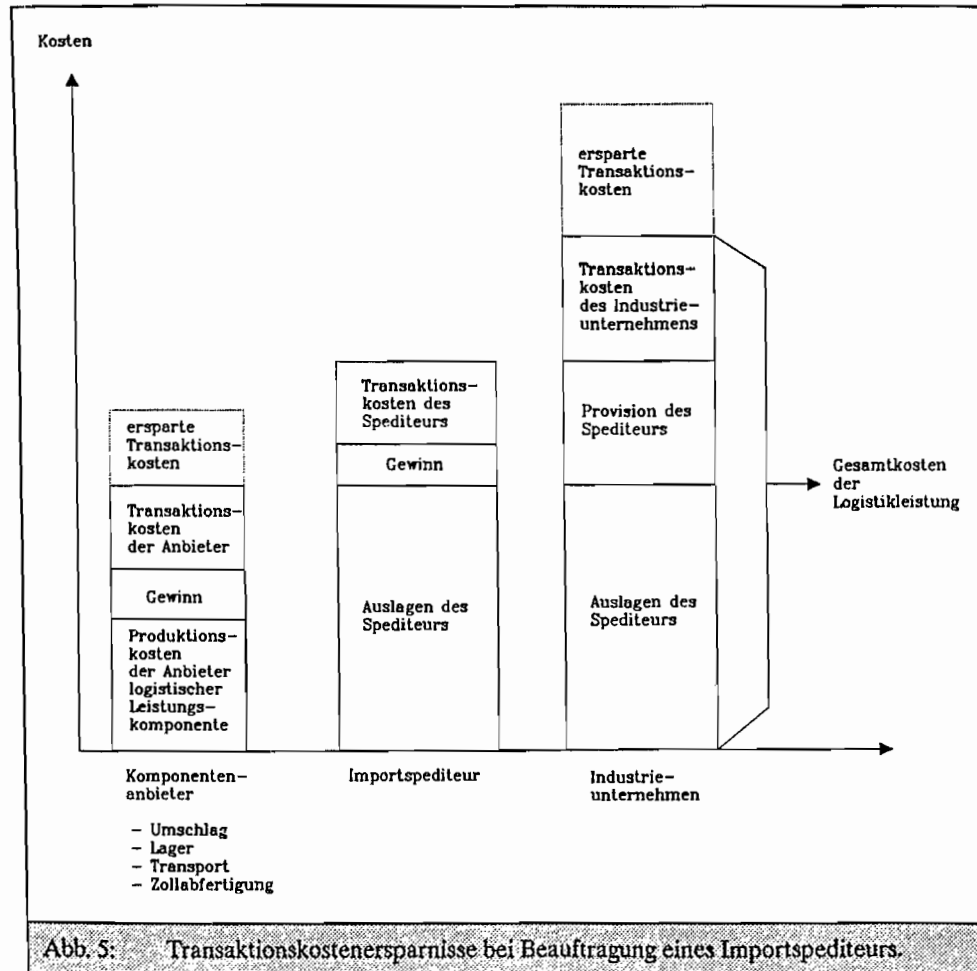 Kosten
ersparte
Transaktions-
kosten
Transaktions-
kosten
des Industrie-
unternehmens
Provision des
Spediteurs
Auslagen des
Spediteurs
Transaktions-
kosten des
Spediteurs
Gewinn
Auslagen des
Spediteurs
ersparte
Transaktions-
kosten
Transaktions-
kosten
der Anbieter
Gewinn
Produktions-
kosten
der Anbieter
logistischer
Leistungs-
komponente
Gesamtkosten
der
Logistikleistung
Komponenten-
anbieter
- Umschlag
- Lager
- Transport
- Zollabfertigung
Importspediteur
Industrie-
unternehmen
Abb. 5: Transaktionskostenersparnisse bei Beauftragung eines Importspediteurs.